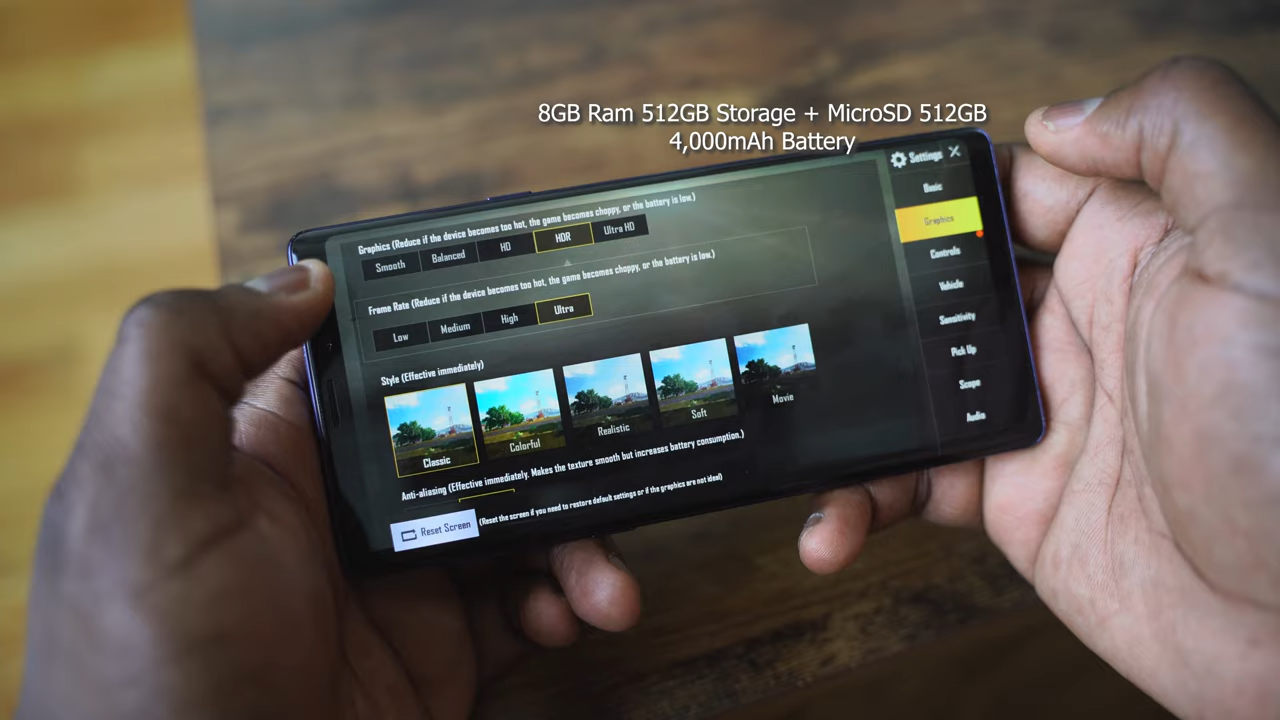 8GB Ram 512GB Storage + MicroSD 512GB
4,000mAh Battery
Settings
Basic
Graphics
Controls
Vehicle
Sensitivity
Pick Up
Scope
Audio
Graphics (Reduce if the device becomes too hot, the game becomes choppy, or the battery is low.)
Smooth Balanced HD HDR Ultra HD
Frame Rate (Reduce if the device becomes too hot, the game becomes choppy, or the battery is low.)
Low Medium High Ultra
Style (Effective immediately)
Classic Colorful Realistic Soft Movie
Anti-aliasing (Effective immediately. Makes the texture smooth but increases battery consumption.)
Reset Screen (Reset the screen if you need to restore default settings or if the graphics are not ideal)